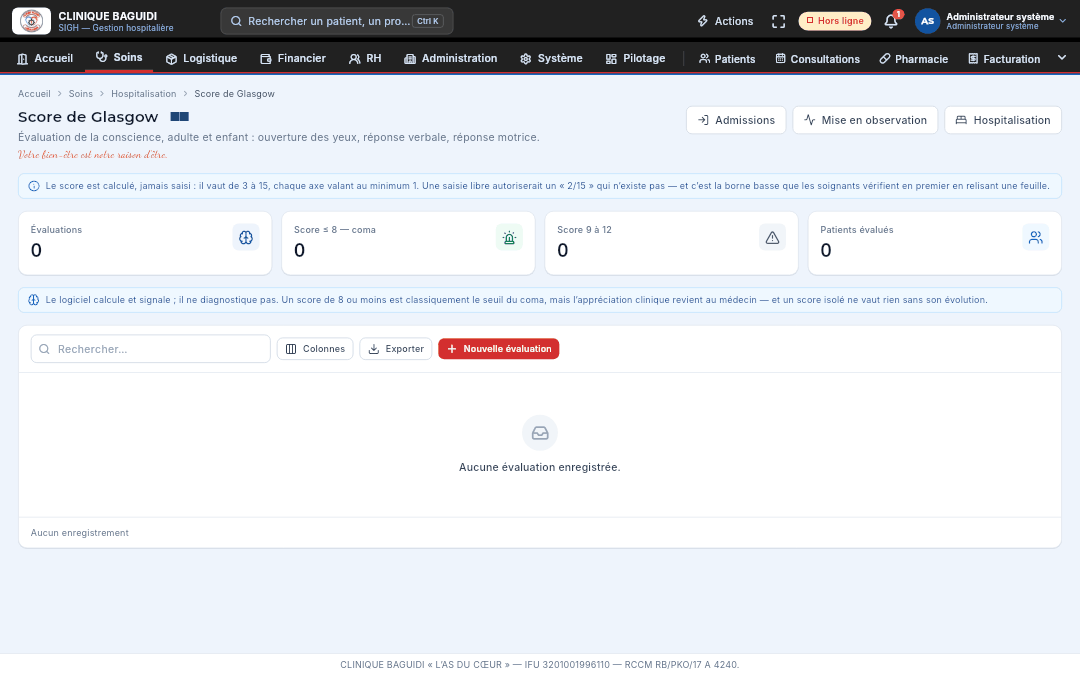 CLINIQUE BAGUIDI
SIGH — Gestion hospitalière
Rechercher un patient, un pro... Ctrl K
Actions
Hors ligne
1
AS
Administrateur système
Administrateur système
Accueil Soins Logistique Financier RH Administration Système Pilotage Patients Consultations Pharmacie Facturation
Accueil > Soins > Hospitalisation > Score de Glasgow
Score de Glasgow
Évaluation de la conscience, adulte et enfant : ouverture des yeux, réponse verbale, réponse motrice.
Votre bien-être est notre raison d'être.
Admissions Mise en observation Hospitalisation
Le score est calculé, jamais saisi : il vaut de 3 à 15, chaque axe valant au minimum 1. Une saisie libre autoriserait un « 2/15 » qui n'existe pas — et c'est la borne basse que les soignants vérifient en premier en relisant une feuille.
Évaluations
0
Score ≤ 8 — coma
0
Score 9 à 12
0
Patients évalués
0
Le logiciel calcule et signale ; il ne diagnostique pas. Un score de 8 ou moins est classiquement le seuil du coma, mais l'appréciation clinique revient au médecin — et un score isolé ne vaut rien sans son évolution.
Rechercher... Colonnes Exporter Nouvelle évaluation
Aucune évaluation enregistrée.
Aucun enregistrement
CLINIQUE BAGUIDI « L'AS DU CŒUR » — IFU 3201001996110 — RCCM RB/PKO/17 A 4240.